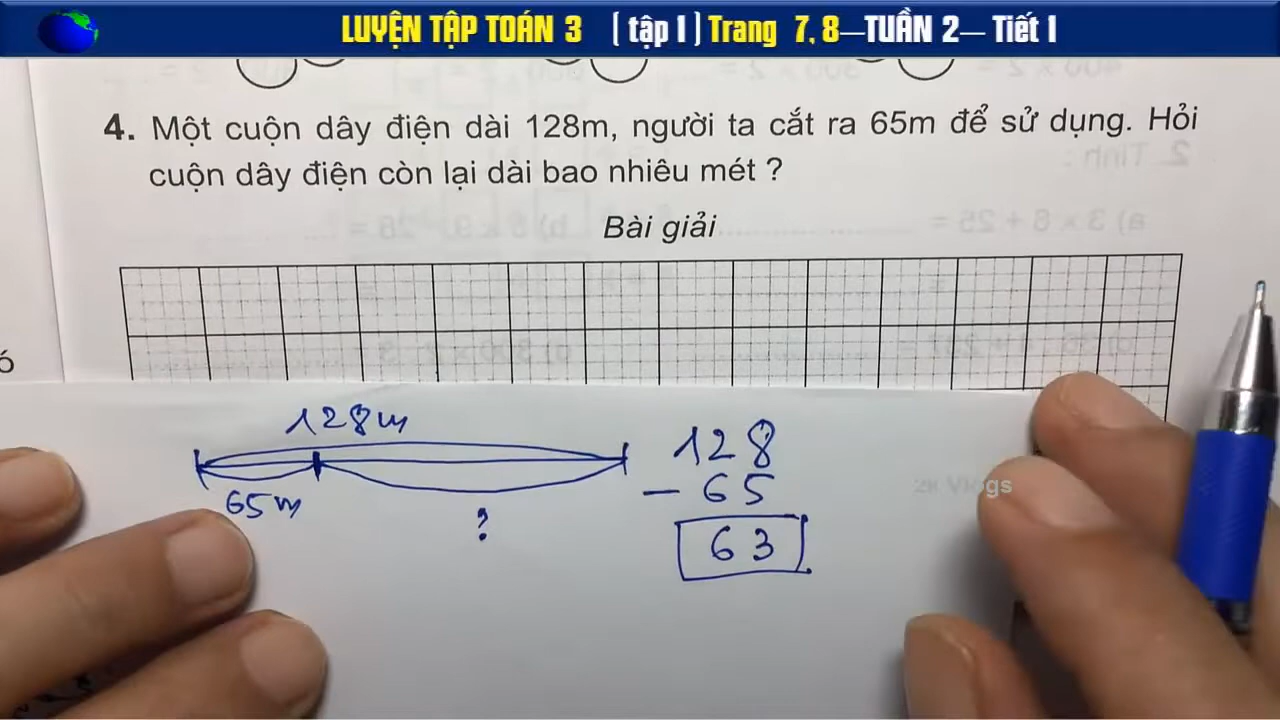 LUYỆN TẬP TOÁN 3 ( tập 1 ) Trang 7, 8—TUẦN 2— Tiết 1
4. Một cuộn dây điện dài 128m, người ta cắt ra 65m để sử dụng. Hỏi
cuộn dây điện còn lại dài bao nhiêu mét ?
Bài giải
128m
65m
?
128
- 65
63
2k Vlogs